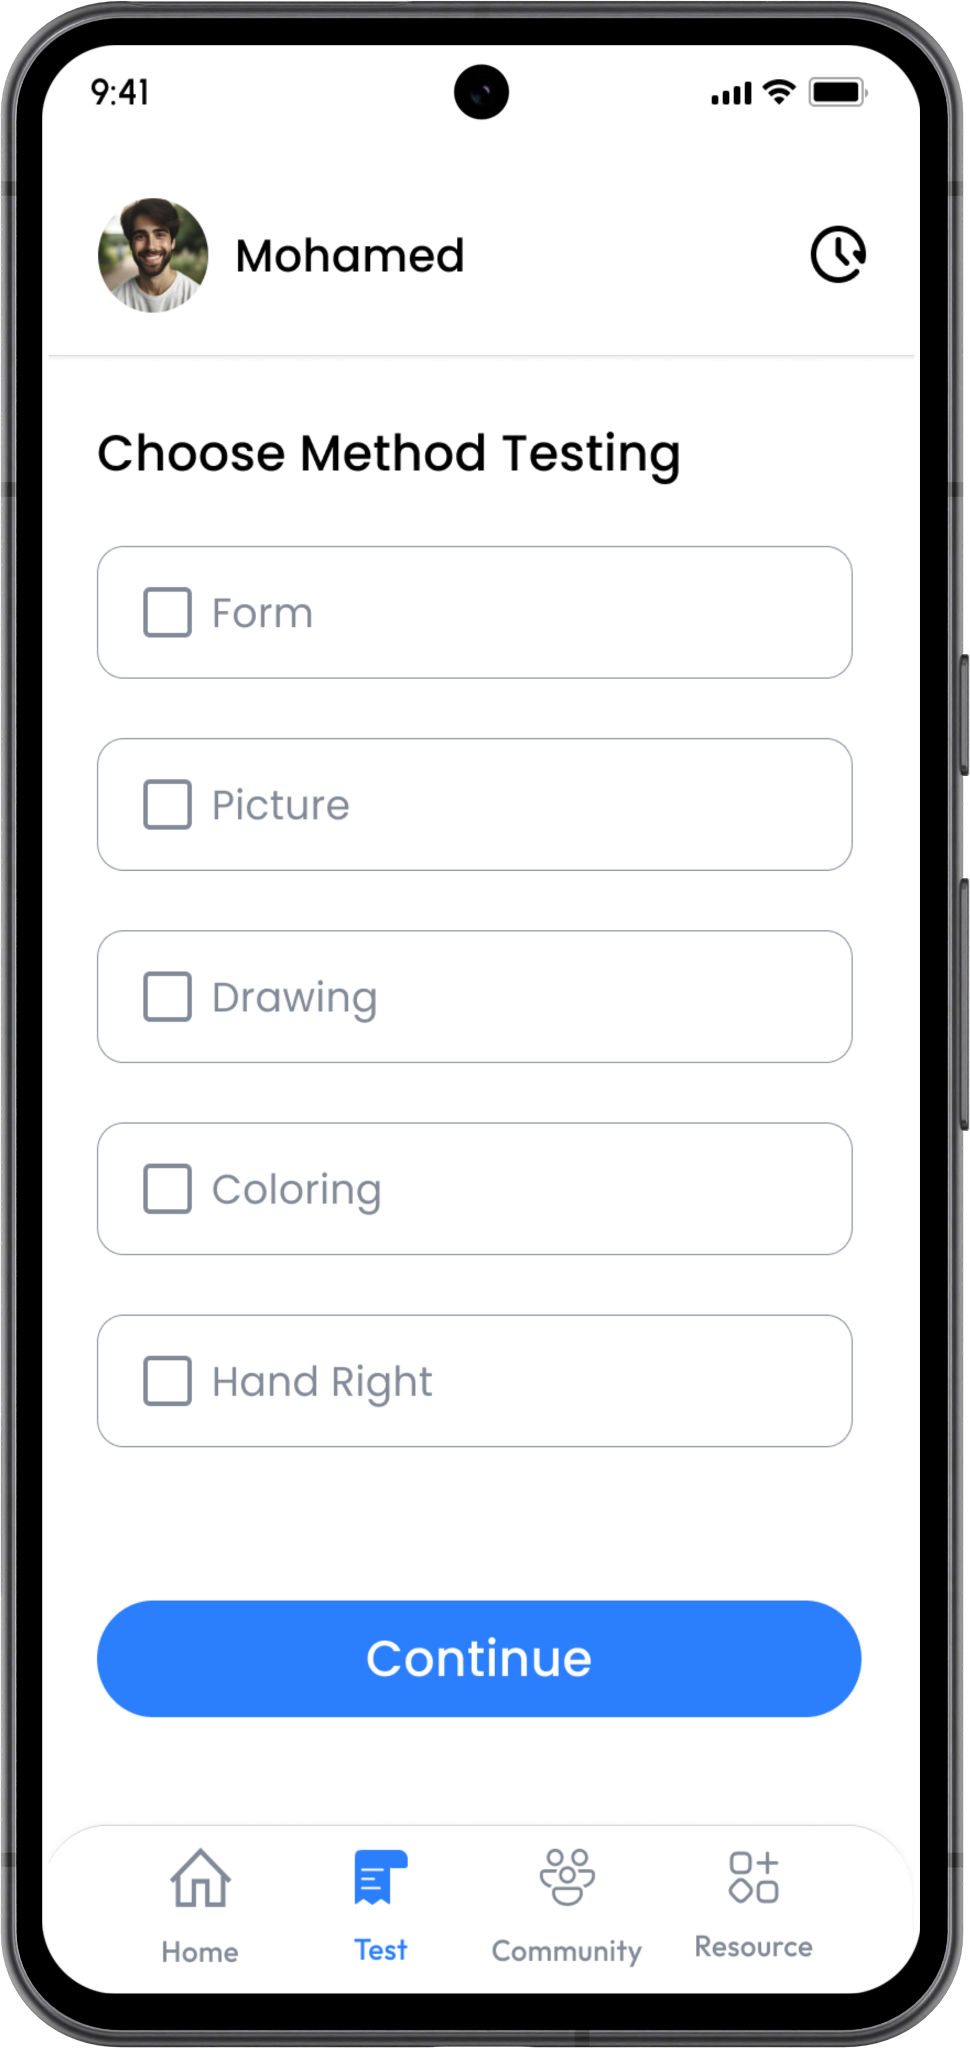 9:41
Mohamed
Choose Method Testing
Form
Picture
Drawing
Coloring
Hand Right
Continue
Home
Test
Community
Resource